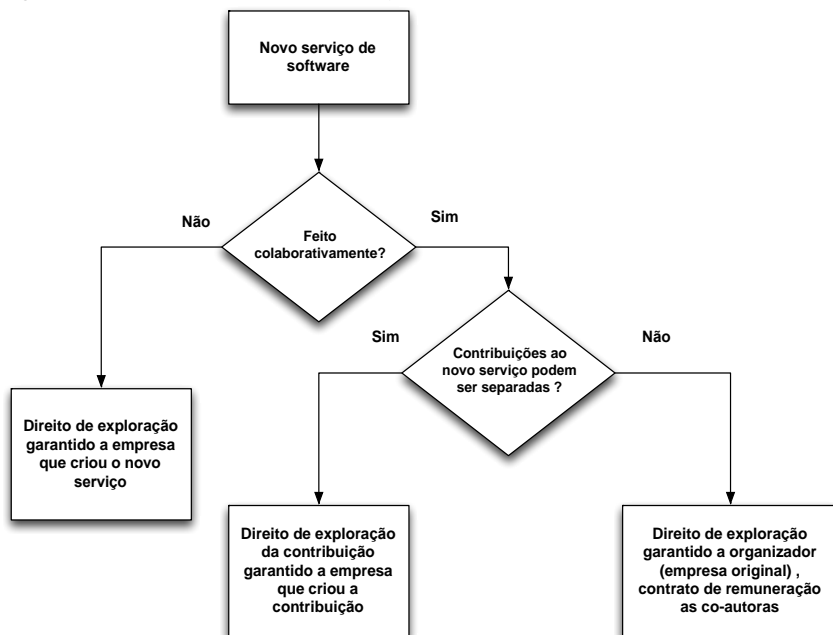 Novo serviço de
software
Não
Sim
Feito
colaborativamente?
Sim
Não
Contribuições ao
novo serviço podem
ser separadas ?
Direito de exploração
garantido a empresa
que criou o novo
serviço
Direito de exploração
da contribuição
garantido a empresa
que criou a
contribuição
Direito de exploração
garantido a organizador
(empresa original) ,
contrato de remuneração
as co-autoras